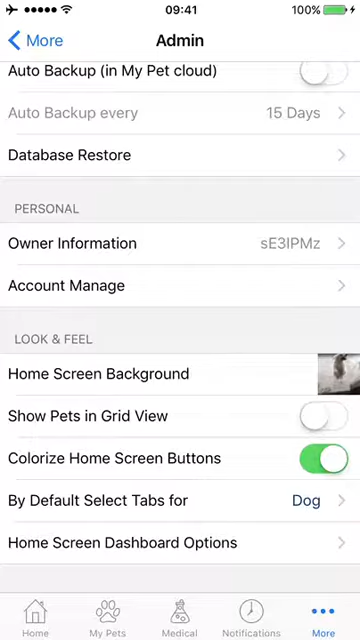 09:41
100%
More
Admin
Auto Backup (in My Pet cloud)
Auto Backup every 15 Days
Database Restore
PERSONAL
Owner Information sE3IPMz
Account Manage
LOOK & FEEL
Home Screen Background
Show Pets in Grid View
Colorize Home Screen Buttons
By Default Select Tabs for Dog
Home Screen Dashboard Options
Home My Pets Medical Notifications More